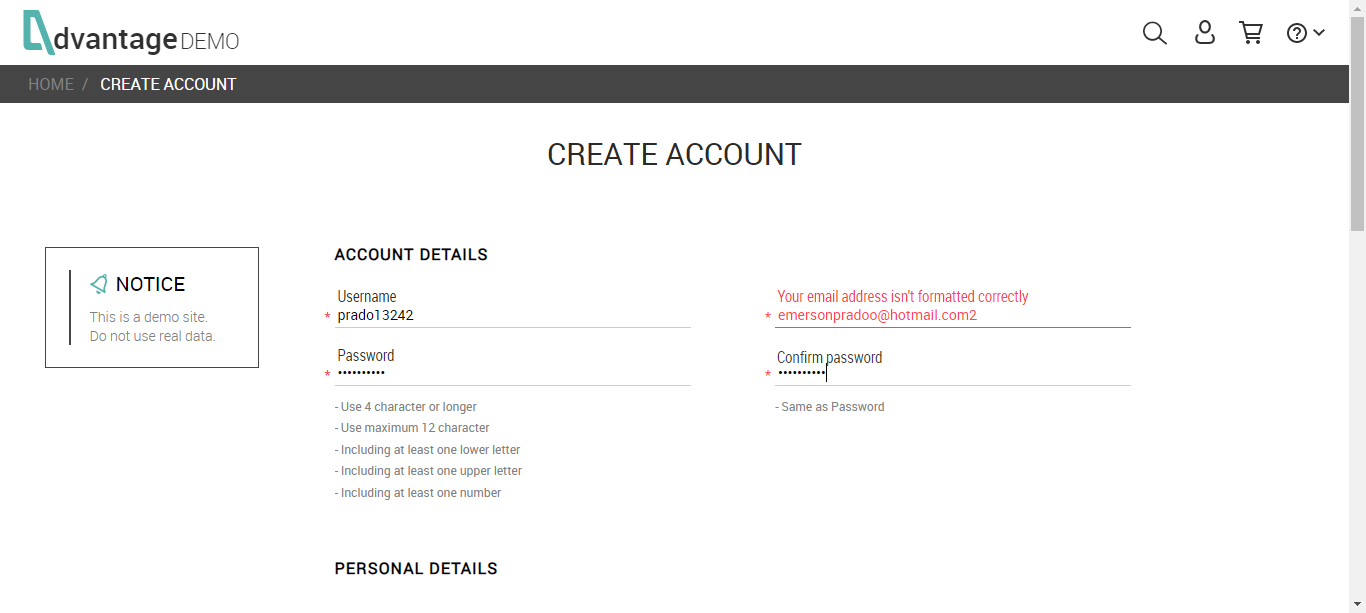 dvantage DEMO
HOME / CREATE ACCOUNT
CREATE ACCOUNT
NOTICE
This is a demo site.
Do not use real data.
ACCOUNT DETAILS
Username
* prado13242
Your email address isn't formatted correctly
* emersonpradoo@hotmail.com2
Password
* ••••••••••
Confirm password
* ••••••••••
- Use 4 character or longer
- Use maximum 12 character
- Including at least one lower letter
- Including at least one upper letter
- Including at least one number
- Same as Password
PERSONAL DETAILS